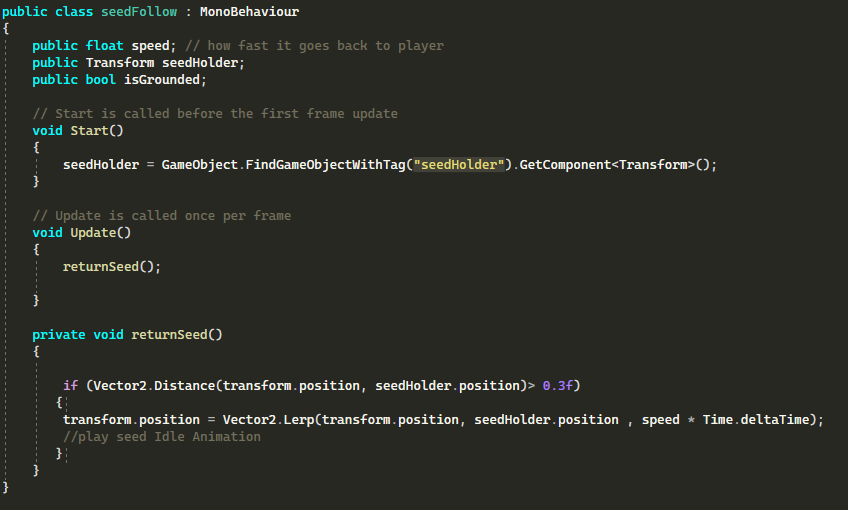 public class seedFollow : MonoBehaviour
{
    public float speed; // how fast it goes back to player
    public Transform seedHolder;
    public bool isGrounded;

    // Start is called before the first frame update
    void Start()
    {
        seedHolder = GameObject.FindGameObjectWithTag("seedHolder").GetComponent<Transform>();
    }

    // Update is called once per frame
    void Update()
    {
        returnSeed();

    }

    private void returnSeed()
    {

        if (Vector2.Distance(transform.position, seedHolder.position)> 0.3f)
       {
        transform.position = Vector2.Lerp(transform.position, seedHolder.position , speed * Time.deltaTime);
        //play seed Idle Animation
       }
    }
}